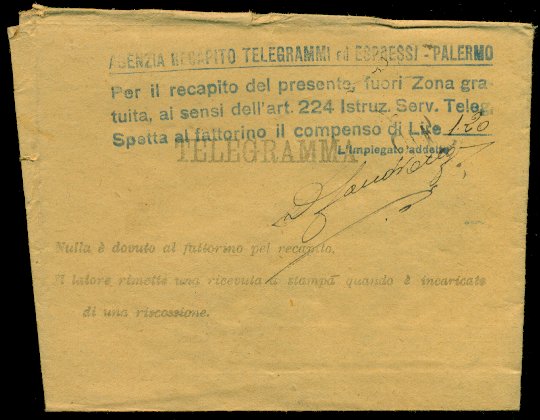 AGENZIA RECAPITO TELEGRAMMI ed ESPRESSI - PALERMO
Per il recapito del presente, fuori Zona gra-
tuita, ai sensi dell'art. 224 Istruz. Serv. Teleg.
Spetta al fattorino il compenso di Lire 1.20
TELEGRAMMA
L'Impiegato addetto
Nulla è dovuto al fattorino pel recapito.
Il latore rimette una ricevuta a stampa quando è incaricato
di una riscossione.